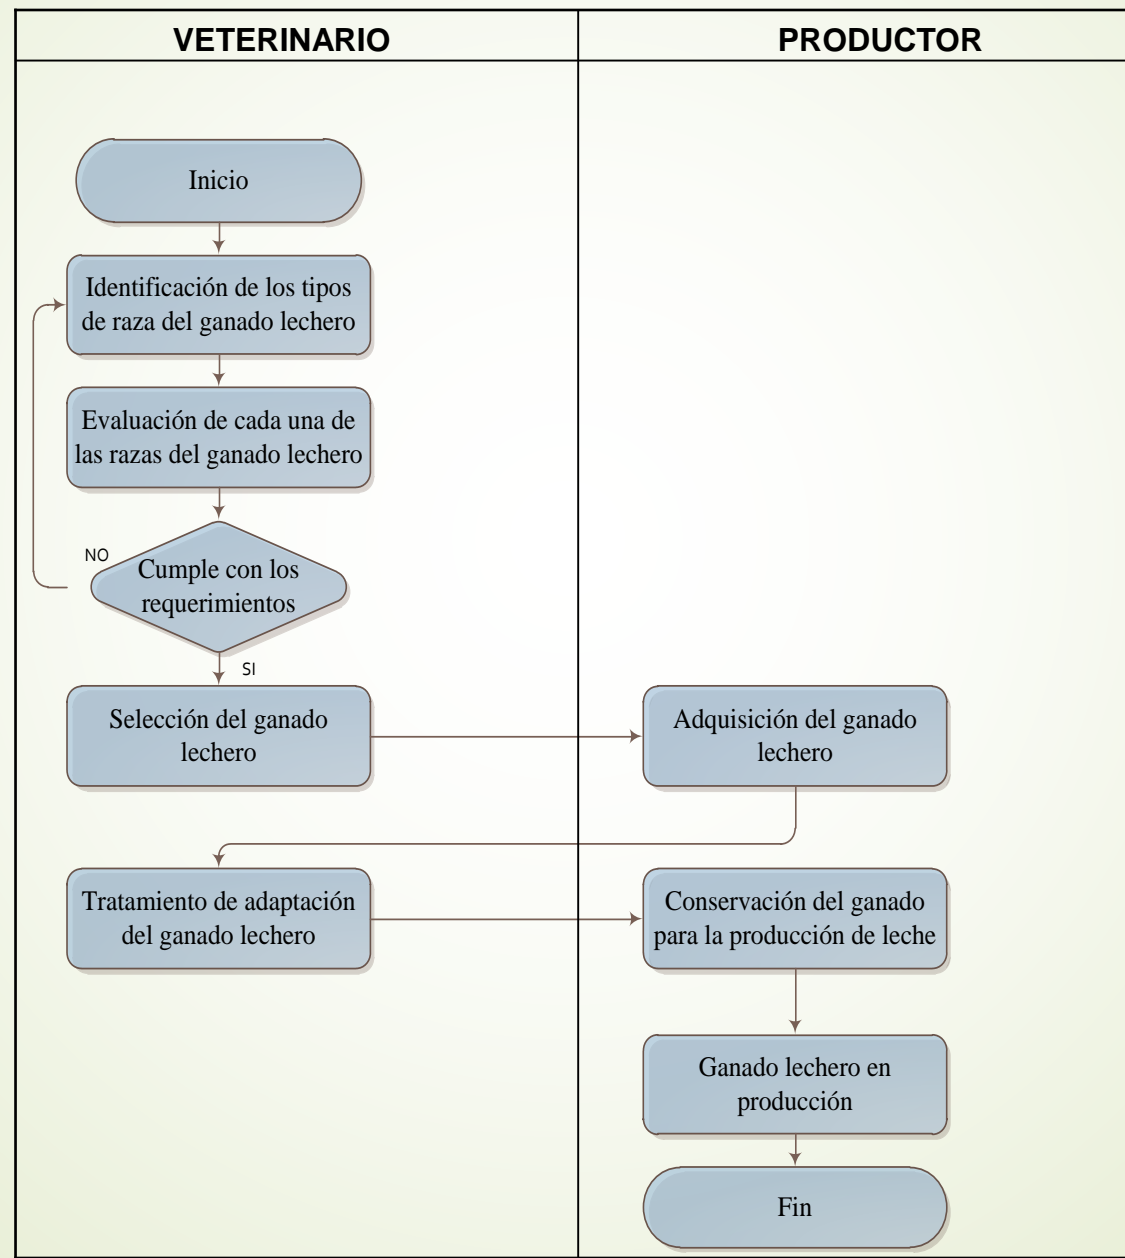 VETERINARIO
PRODUCTOR
Inicio
Identificación de los tipos
de raza del ganado lechero
Evaluación de cada una de
las razas del ganado lechero
NO
Cumple con los
requerimientos
SI
Selección del ganado
lechero
Adquisición del ganado
lechero
Tratamiento de adaptación
del ganado lechero
Conservación del ganado
para la producción de leche
Ganado lechero en
producción
Fin